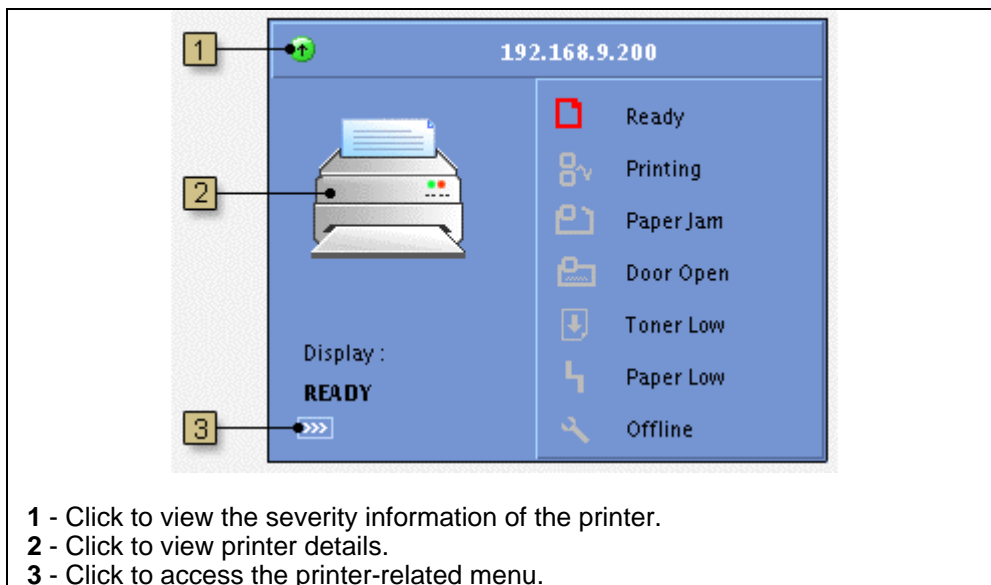 1
192.168.9.200
Ready
Printing
2
Paper Jam
Door Open
Toner Low
Display :
Paper Low
READY
3
>>>
Offline
1 - Click to view the severity information of the printer.
2 - Click to view printer details.
3 - Click to access the printer-related menu.